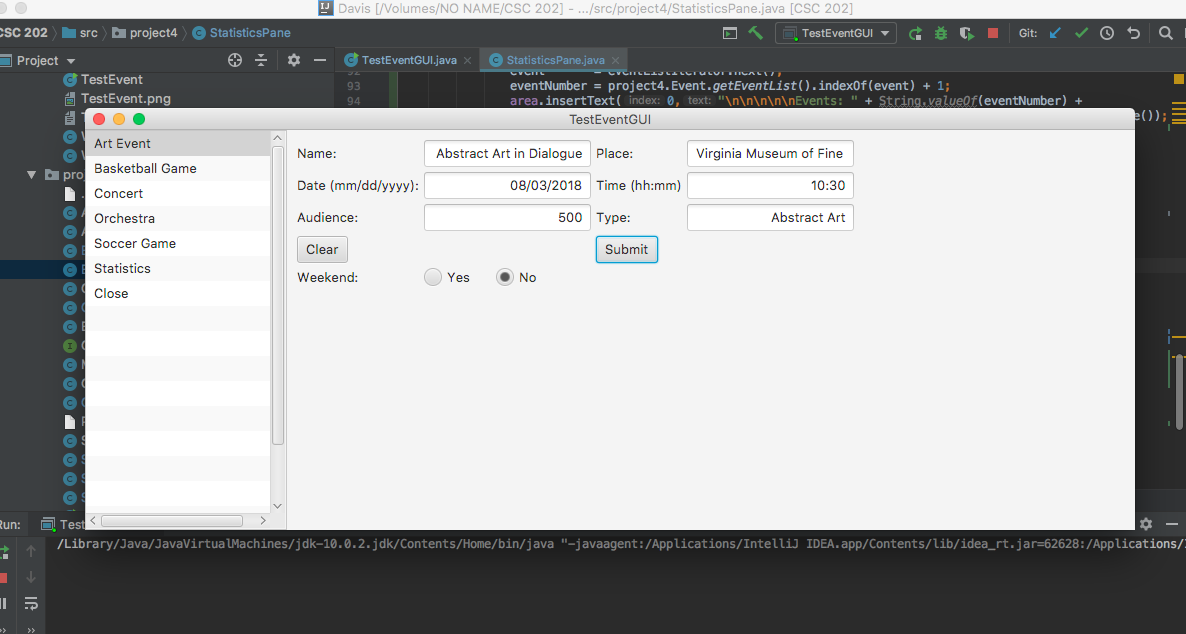 Davis [/Volumes/NO NAME/CSC 202] - .../src/project4/StatisticsPane.java [CSC 202]
CSC 202 src project4 StatisticsPane TestEventGUI Git:
Project TestEventGUI.java StatisticsPane.java
TestEvent
TestEvent.png
93 eventNumber = project4.Event.getEventList().indexOf(event) + 1;
94 area.insertText( index: 0, text: "\n\n\n\n\nEvents: " + String.valueOf(eventNumber) +
e());
TestEventGUI
Art Event
Basketball Game
Concert
Orchestra
Soccer Game
Statistics
Close
Name: Abstract Art in Dialogue Place: Virginia Museum of Fine
Date (mm/dd/yyyy): 08/03/2018 Time (hh:mm) 10:30
Audience: 500 Type: Abstract Art
Clear Submit
Weekend: Yes No
Run: Test
/Library/Java/JavaVirtualMachines/jdk-10.0.2.jdk/Contents/Home/bin/java "-javaagent:/Applications/IntelliJ IDEA.app/Contents/lib/idea_rt.jar=62628:/Applications/